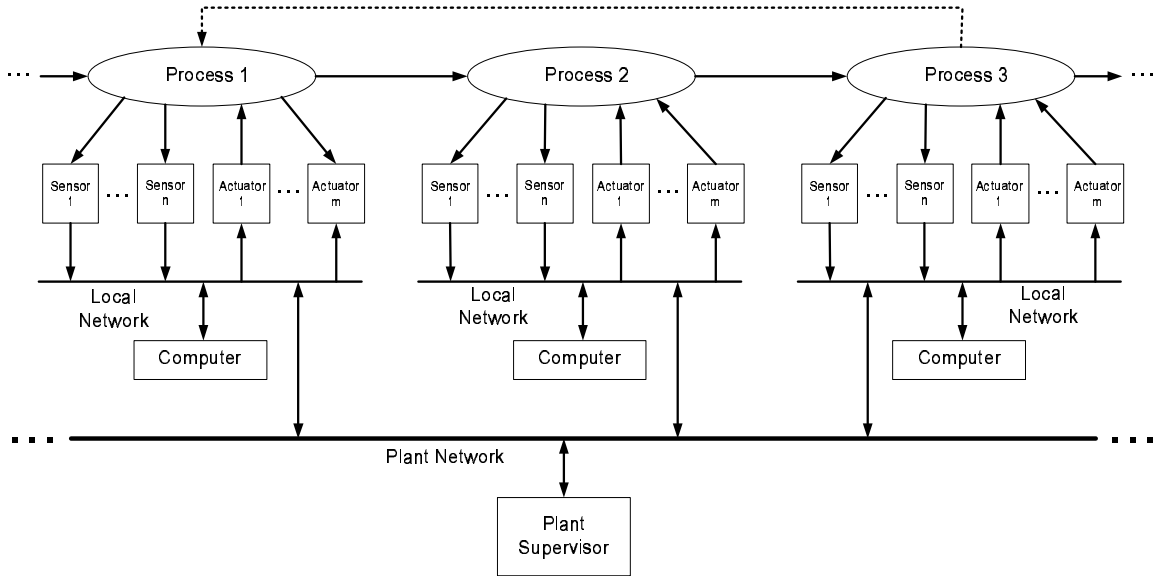 Process 1
Process 2
Process 3
Sensor
1
Sensor
n
Actuator
1
Actuator
m
Sensor
1
Sensor
n
Actuator
1
Actuator
m
Sensor
1
Sensor
n
Actuator
1
Actuator
m
Local
Network
Local
Network
Local
Network
Computer
Computer
Computer
Plant Network
Plant
Supervisor